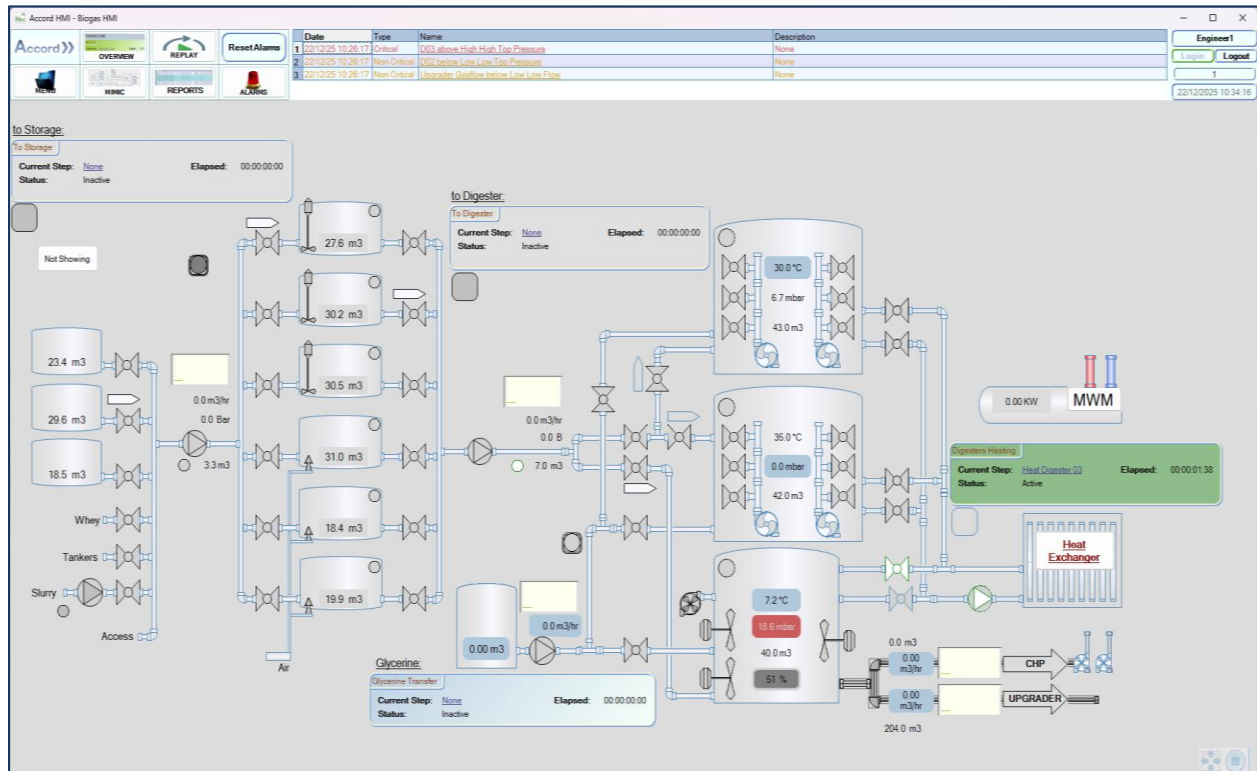 Accord HMI - Biogas HMI
Accord
OVERVIEW
REPLAY
Reset Alarms
MENU
MIMIC
REPORTS
ALARMS
Date Type Name Description
1 22/12/25 10:26:17 Critical D03 above High High Top Pressure None
2 22/12/25 10:26:17 Non Critical D02 below Low Low Top Pressure None
3 22/12/25 10:26:17 Non Critical Upgrader Gasflow below Low Low Flow None
Engineer1
Login Logout
1
22/12/2025 10:34:16
to Storage:
To Storage
Current Step: None Elapsed: 00:00:00:00
Status: Inactive
Not Showing
23.4 m3
29.6 m3
18.5 m3
Whey
Tankers
Slurry
Access
0.0 m3/hr
0.0 Bar
3.3 m3
27.6 m3
30.2 m3
30.5 m3
31.0 m3
18.4 m3
19.9 m3
Air
to Digester:
To Digester
Current Step: None Elapsed: 00:00:00:00
Status: Inactive
0.0 m3/hr
0.0 B
7.0 m3
30.0 °C
6.7 mbar
43.0 m3
35.0 °C
0.0 mbar
42.0 m3
7.2 °C
18.6 mbar
40.0 m3
51 %
0.00 m3
0.0 m3/hr
Glycerine:
Glycerine Transfer
Current Step: None Elapsed: 00:00:00:00
Status: Inactive
0.00 KW
MWM
Digesters Heating
Current Step: Heat Digester 03 Elapsed: 00:00:01:38
Status: Active
Heat
Exchanger
0.0 m3
0.00
m3/hr
CHP
0.00
m3/hr
UPGRADER
204.0 m3